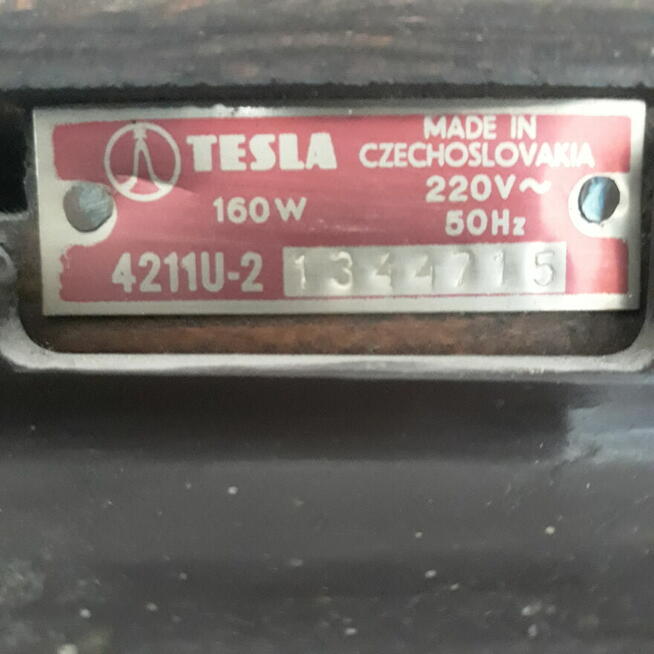 TESLA
MADE IN
CZECHOSLOVAKIA
160W
220V~
50Hz
4211U-2 1344715